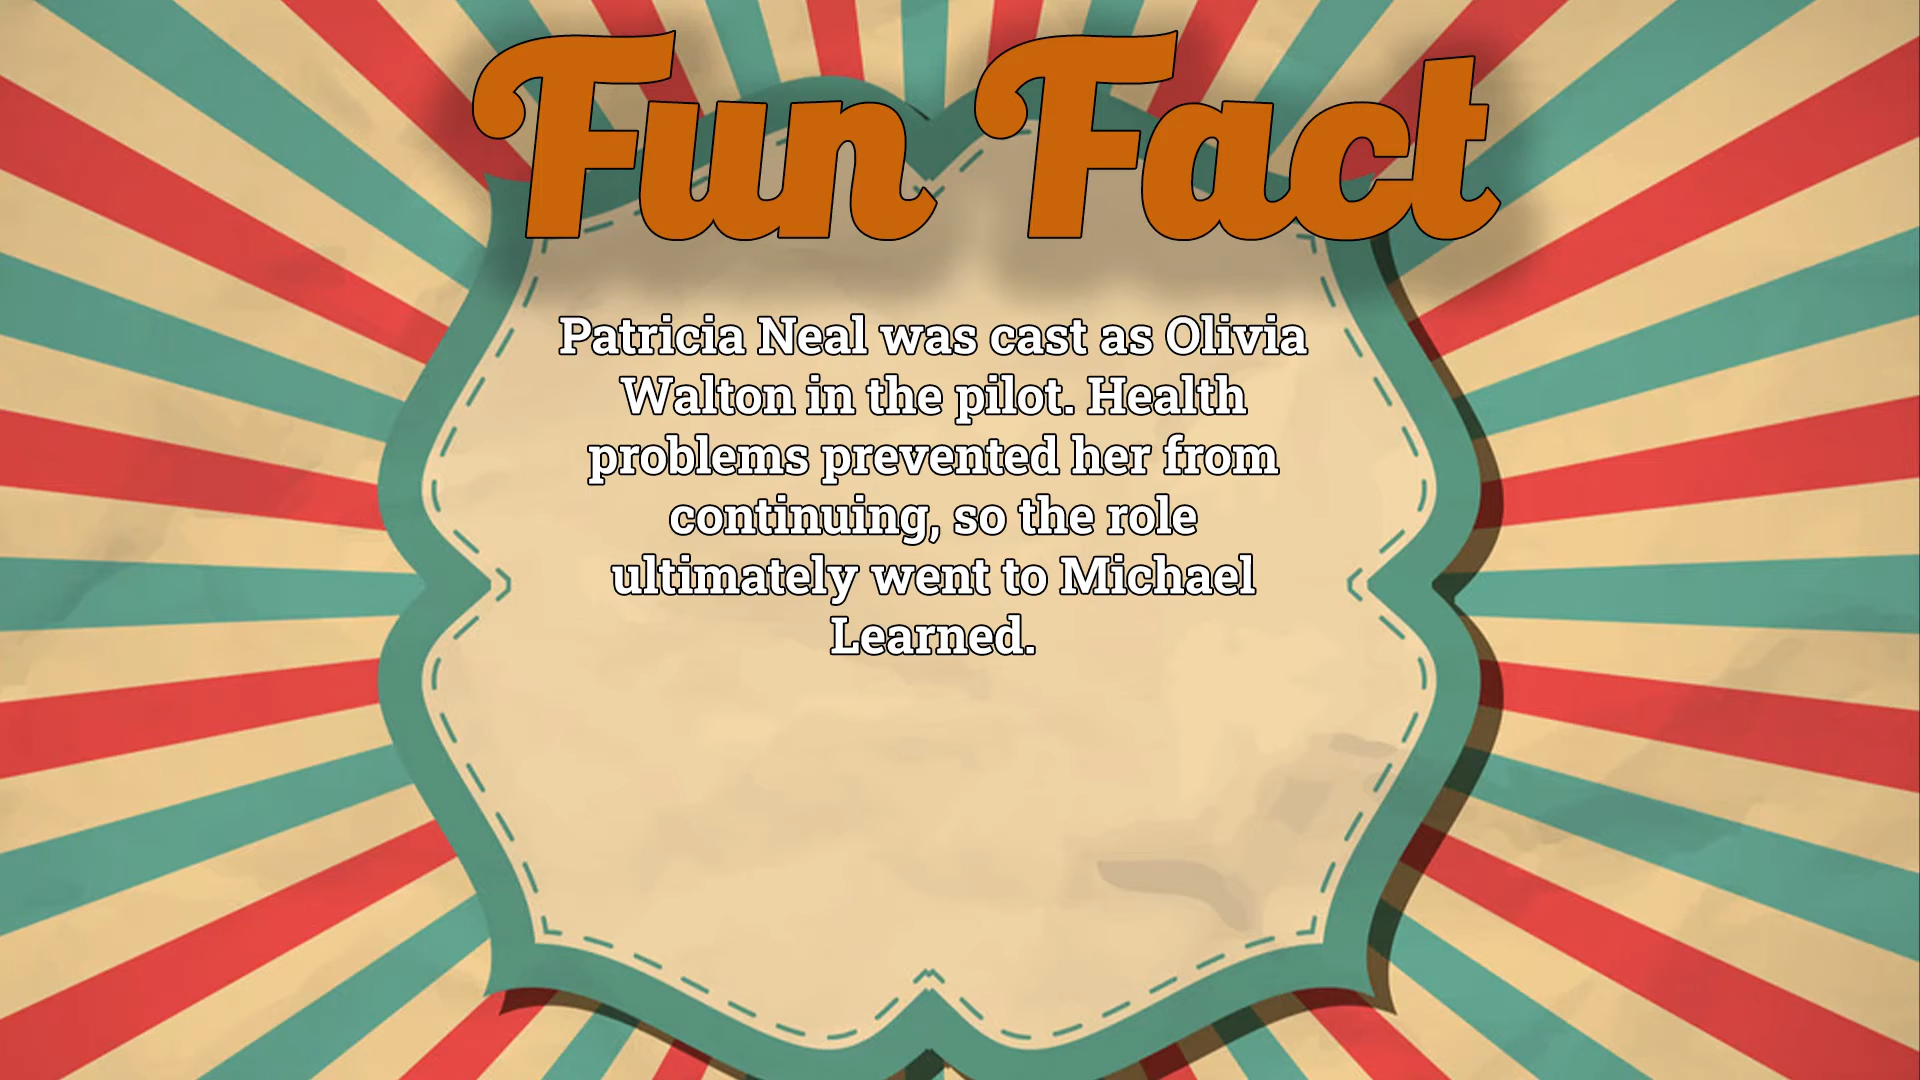 Fun Fact
Patricia Neal was cast as Olivia
Walton in the pilot. Health
problems prevented her from
continuing, so the role
ultimately went to Michael
Learned.